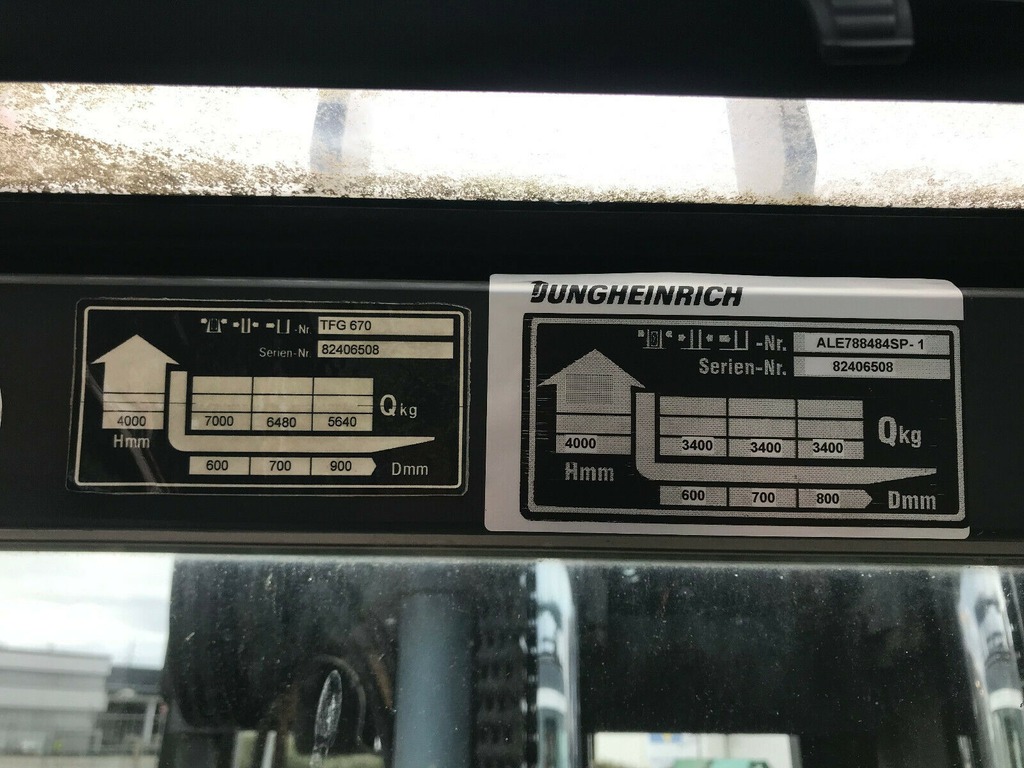 -Nr. TFG 670
Serien-Nr. 82406508
4000 7000 6480 5640 Qkg
Hmm
600 700 900 Dmm
JUNGHEINRICH
-Nr. ALE788484SP-1
Serien-Nr. 82406508
4000 3400 3400 3400 Qkg
Hmm
600 700 800 Dmm